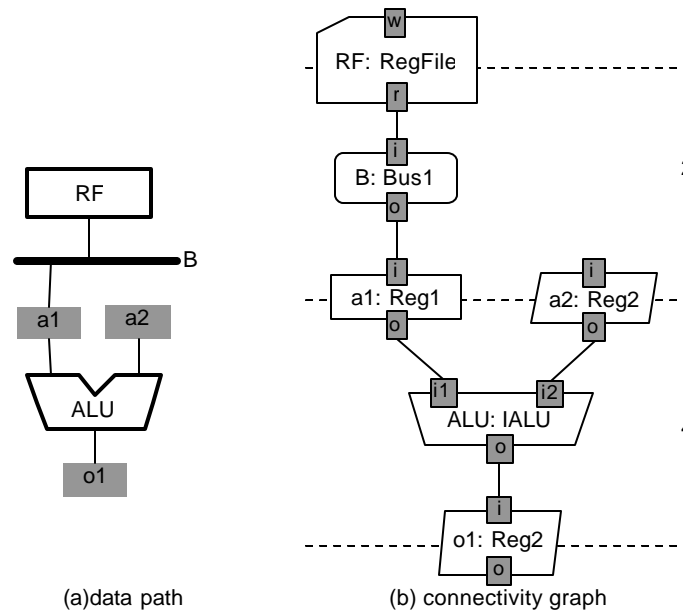 RF
B
a1
a2
ALU
o1
(a)data path
w
RF: RegFile
r
i
B: Bus1
o
i
a1: Reg1
o
i
a2: Reg2
o
i1
i2
ALU: IALU
o
i
o1: Reg2
o
(b) connectivity graph